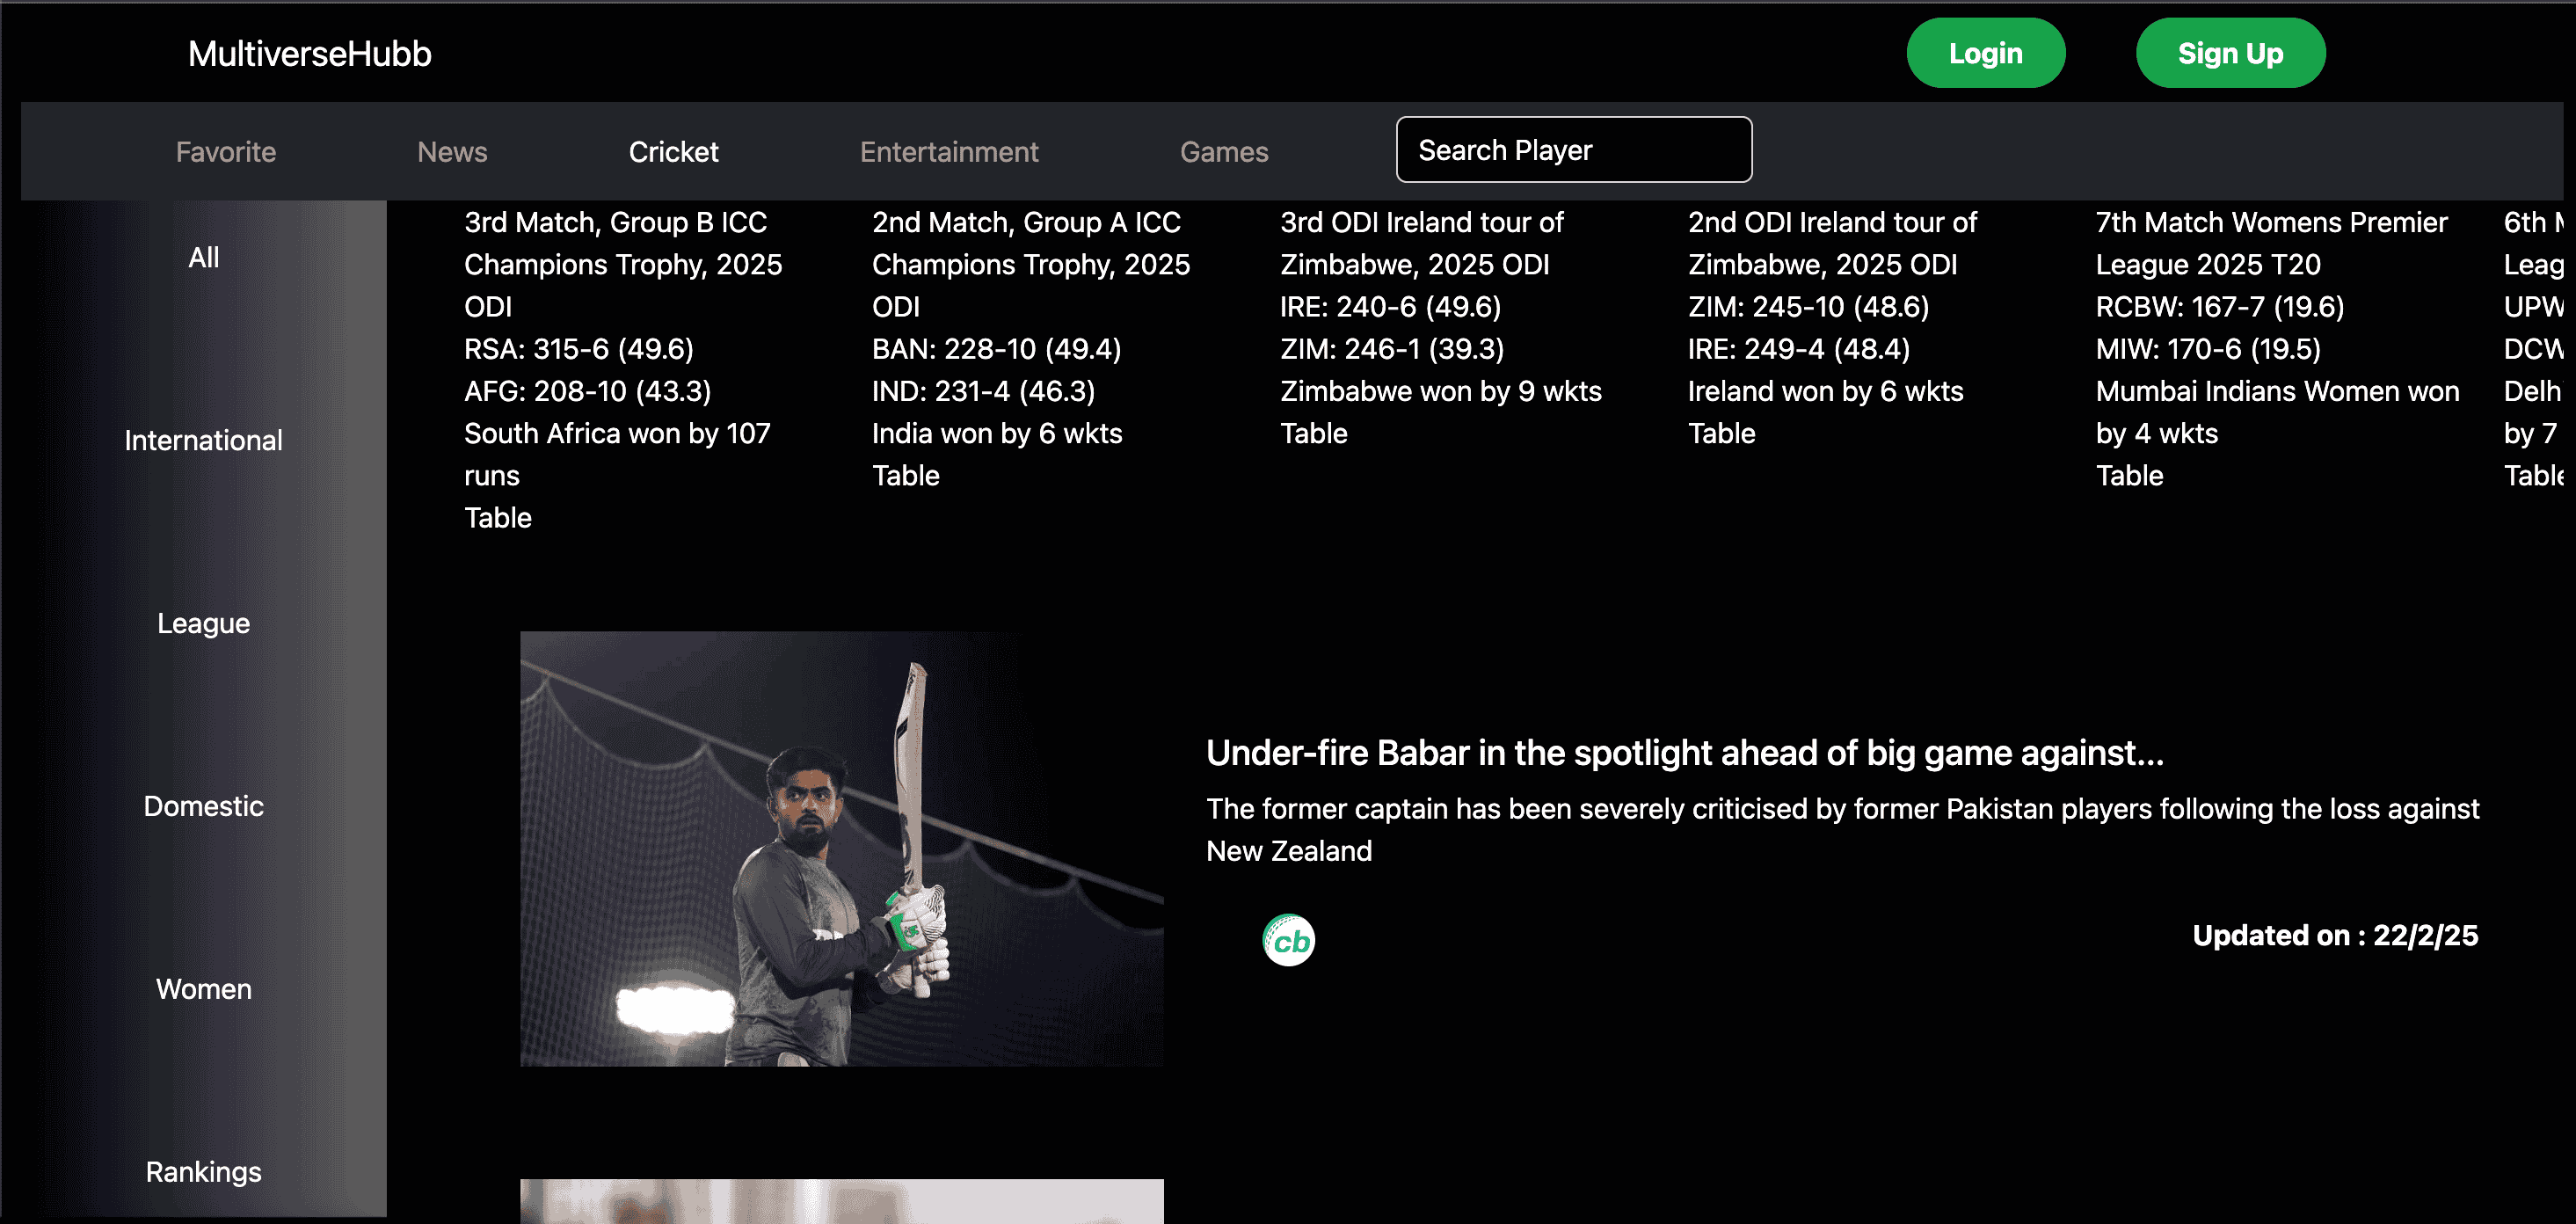 MultiverseHubb
Login
Sign Up
Favorite
News
Cricket
Entertainment
Games
Search Player
All
International
League
Domestic
Women
Rankings
3rd Match, Group B ICC
Champions Trophy, 2025
ODI
RSA: 315-6 (49.6)
AFG: 208-10 (43.3)
South Africa won by 107
runs
Table
2nd Match, Group A ICC
Champions Trophy, 2025
ODI
BAN: 228-10 (49.4)
IND: 231-4 (46.3)
India won by 6 wkts
Table
3rd ODI Ireland tour of
Zimbabwe, 2025 ODI
IRE: 240-6 (49.6)
ZIM: 246-1 (39.3)
Zimbabwe won by 9 wkts
Table
2nd ODI Ireland tour of
Zimbabwe, 2025 ODI
ZIM: 245-10 (48.6)
IRE: 249-4 (48.4)
Ireland won by 6 wkts
Table
7th Match Womens Premier
League 2025 T20
RCBW: 167-7 (19.6)
MIW: 170-6 (19.5)
Mumbai Indians Women won
by 4 wkts
Table
6th
Leag
UPW
DCW
Delh
by 7
Table
Under-fire Babar in the spotlight ahead of big game against...
The former captain has been severely criticised by former Pakistan players following the loss against
New Zealand
cb
Updated on : 22/2/25